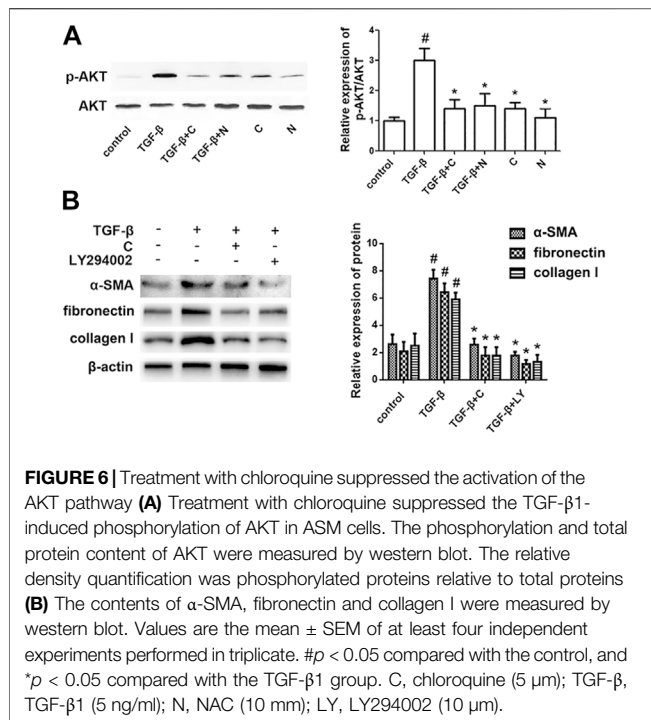 A
p-AKT
AKT
control
TGF-β
TGF-β+C
TGF-β+N
C
N
Relative expression of
p-AKT/AKT
4
3
2
1
0
#
*
*
*
*
control
TGF-β
TGF-β+C
TGF-β+N
C
N
B
TGF-β - + + +
C - - + -
LY294002 - - - +
α-SMA
fibronectin
collagen I
β-actin
Relative expression of protein
10
8
6
4
2
0
α-SMA
fibronectin
collagen I
# # #
* * *
* * *
control
TGF-β
TGF-β+C
TGF-β+LY
FIGURE 6 | Treatment with chloroquine suppressed the activation of the
AKT pathway (A) Treatment with chloroquine suppressed the TGF-β1-
induced phosphorylation of AKT in ASM cells. The phosphorylation and total
protein content of AKT were measured by western blot. The relative
density quantification was phosphorylated proteins relative to total proteins
(B) The contents of α-SMA, fibronectin and collagen I were measured by
western blot. Values are the mean ± SEM of at least four independent
experiments performed in triplicate. #p < 0.05 compared with the control, and
*p < 0.05 compared with the TGF-β1 group. C, chloroquine (5 μm); TGF-β,
TGF-β1 (5 ng/ml); N, NAC (10 mm); LY, LY294002 (10 μm).